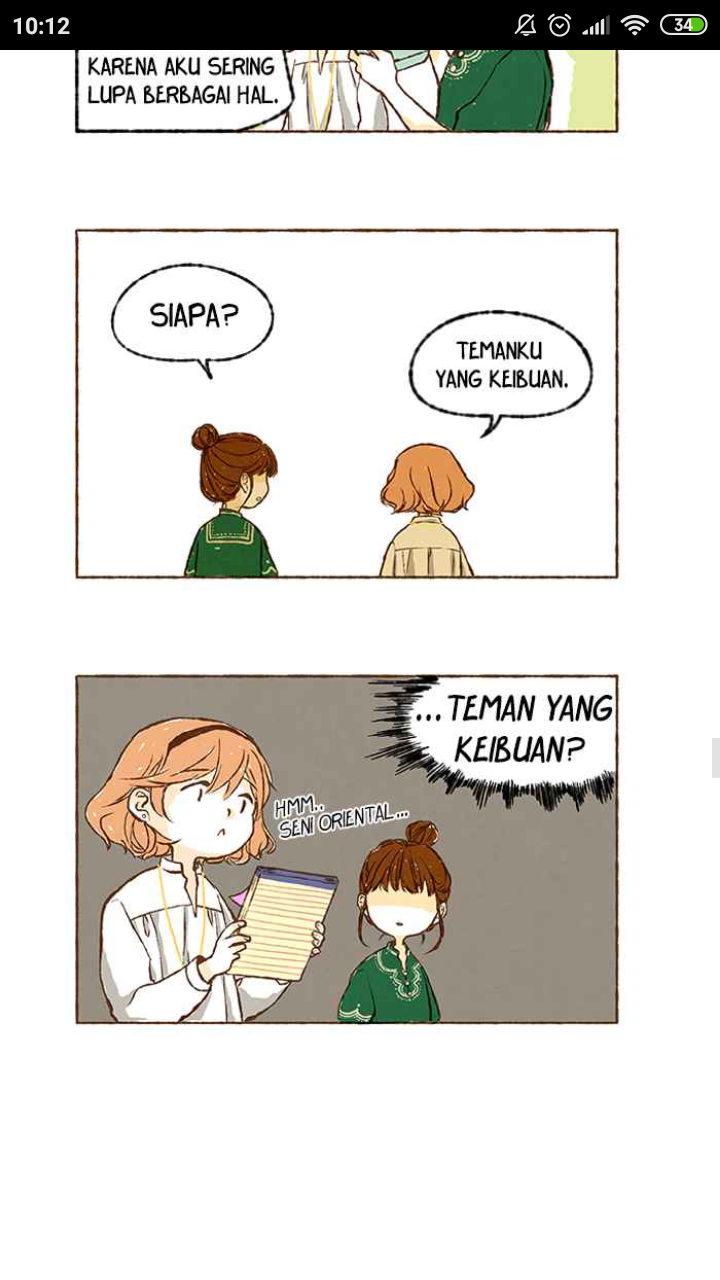 10:12
34
KARENA AKU SERING
LUPA BERBAGAI HAL.
SIAPA?
TEMANKU
YANG KEIBUAN.
...TEMAN YANG
KEIBUAN?
HMM..
SENI ORIENTAL...